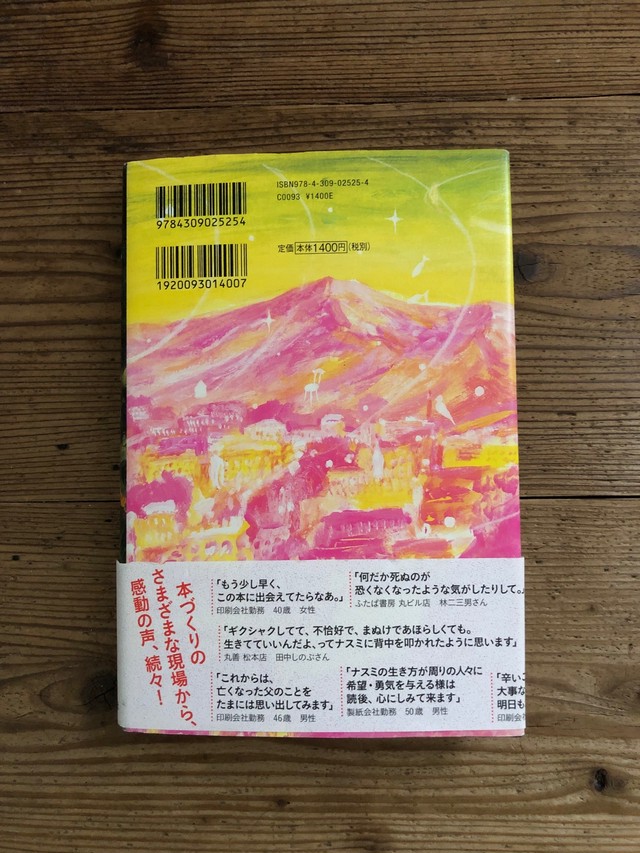 ISBN978-4-309-02525-4
C0093 ¥1400E
9784309025254
定価 本体1400円(税別)
1920093014007
本づくりの
さまざまな現場から、
感動の声、続々!
「もう少し早く、
この本に出会えてたらなあ。」
印刷会社勤務 40歳 女性
「何だか死ぬのが
恐くなくなったような気がしたりして。」
ふたば書房 丸ビル店 林二三男さん
「ギクシャクしてて、不恰好で、まぬけであほらしくても。
生きてていいんだよ、ってナスミに背中を叩かれたように思います」
丸善 松本店 田中しのぶさん
「これからは、
亡くなった父のことを
たまには思い出してみます」
印刷会社勤務 46歳 男性
「ナスミの生き方が周りの人々に
希望・勇気を与える様は
読後、心にしみて来ます」
製紙会社勤務 50歳 男性
「辛い
大事な
明日も
印刷会